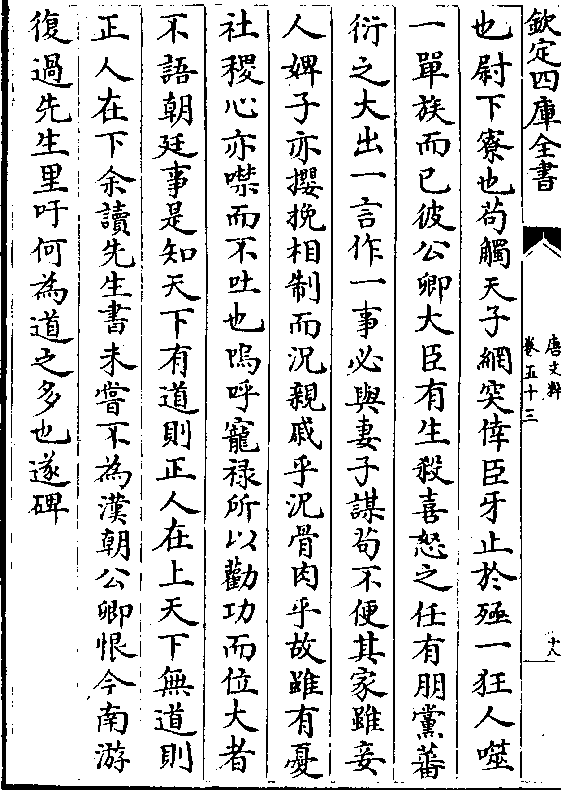 欽定四庫全書
唐文粹
卷五十三
十八
也尉下寮也茍觸天子網突倖臣牙止於殛一狂人噬
一單族而已彼公卿大臣有生殺喜怒之任有朋黨蕃
衍之大出一言作一事必與妻子謀茍不便其家雖妾
人婢子亦攖挽相制而況親戚乎況骨肉乎故雖有憂
社稷心亦噤而不吐也嗚呼寵祿所以勸功而位大者
不語朝廷事是知天下有道則正人在上天下無道則
正人在下余讀先生書未嘗不為漢朝公卿恨今南游
復過先生里吁何為道之多也遂碑